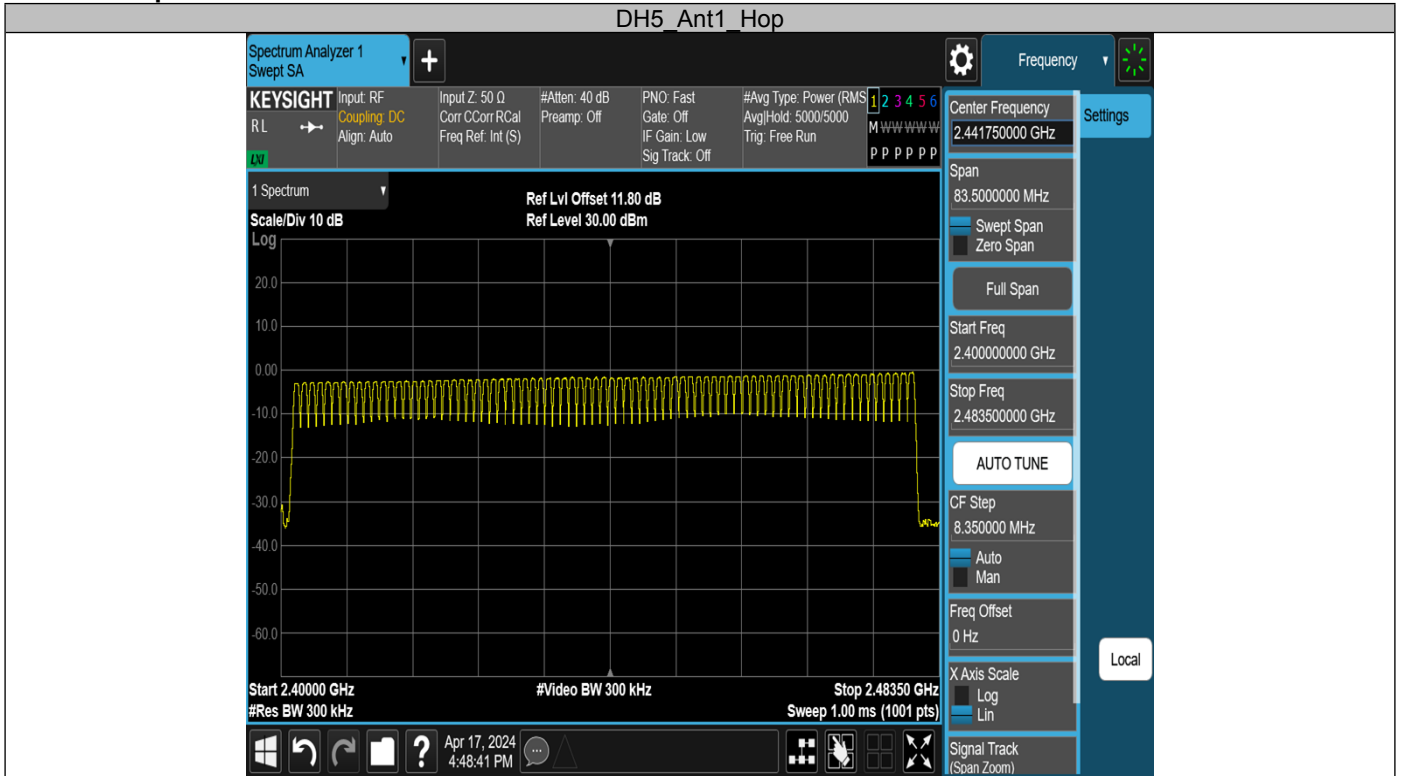 DH5_Ant1_Hop
Spectrum Analyzer 1
Swept SA
+
Frequency
KEYSIGHT
R L
LXI
Input: RF
Coupling: DC
Align: Auto
Input Z: 50 Ω
Corr CCorr RCal
Freq Ref: Int (S)
#Atten: 40 dB
Preamp: Off
PNO: Fast
Gate: Off
IF Gain: Low
Sig Track: Off
#Avg Type: Power (RMS
Avg|Hold: 5000/5000
Trig: Free Run
1 2 3 4 5 6
M W W W W W
P P P P P P
1 Spectrum
Scale/Div 10 dB
Log
Ref Lvl Offset 11.80 dB
Ref Level 30.00 dBm
20.0
10.0
0.00
-10.0
-20.0
-30.0
-40.0
-50.0
-60.0
Start 2.40000 GHz
#Res BW 300 kHz
#Video BW 300 kHz
Stop 2.48350 GHz
Sweep 1.00 ms (1001 pts)
Center Frequency
2.441750000 GHz
Settings
Span
83.5000000 MHz
Swept Span
Zero Span
Full Span
Start Freq
2.400000000 GHz
Stop Freq
2.483500000 GHz
AUTO TUNE
CF Step
8.350000 MHz
Auto
Man
Freq Offset
0 Hz
X Axis Scale
Log
Lin
Local
Signal Track
(Span Zoom)
?
Apr 17, 2024
4:48:41 PM